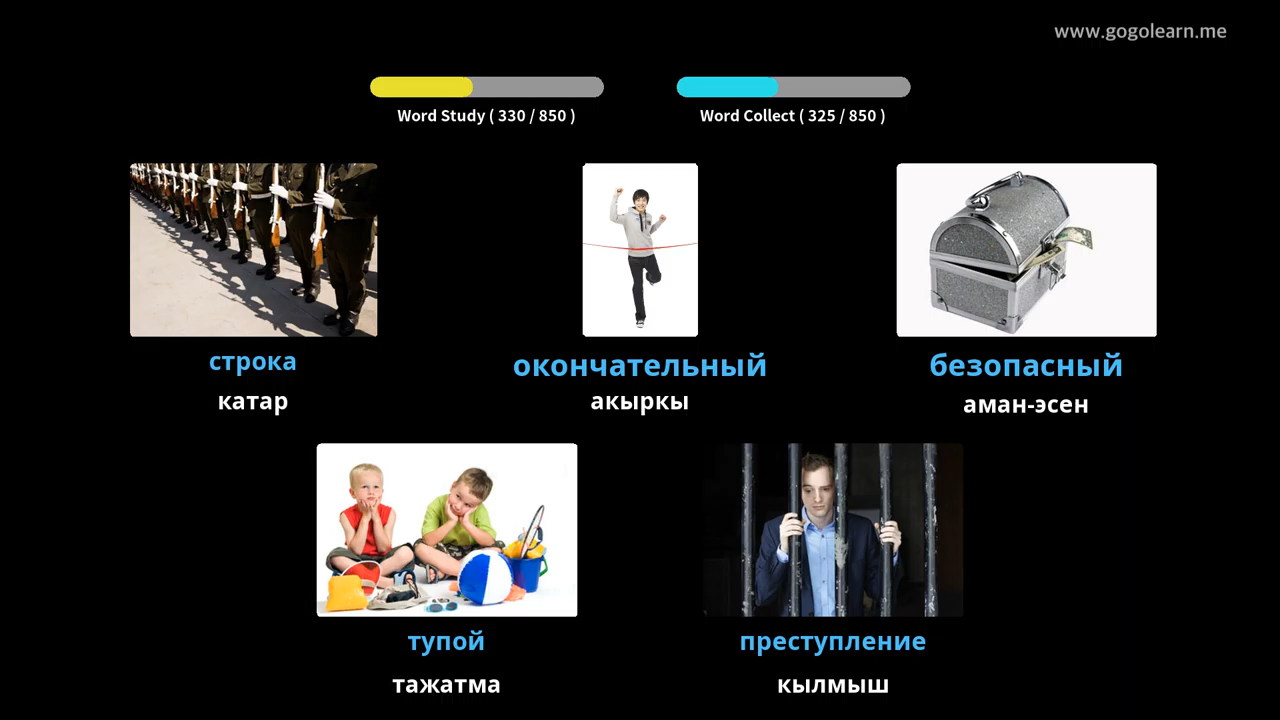 www.gogolearn.me
Word Study ( 330 / 850 )
Word Collect ( 325 / 850 )
строка
катар
окончательный
акыркы
безопасный
аман-эсен
тупой
тажатма
преступление
кылмыш